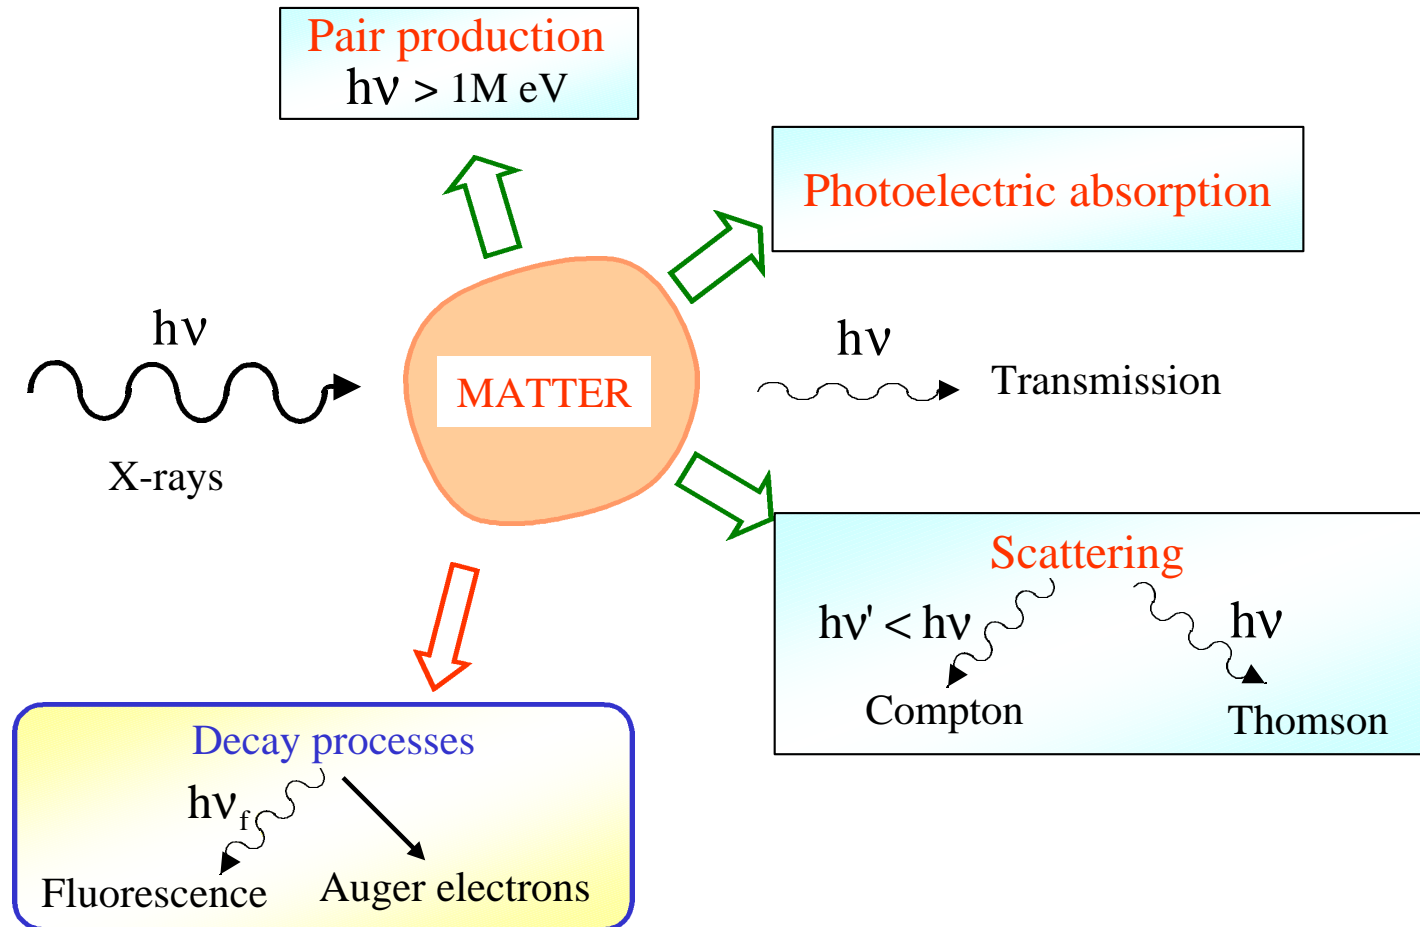 Pair production
hν > 1M eV
Photoelectric absorption
hν
X-rays
MATTER
hν
Transmission
Scattering
hν' < hν
hν
Compton
Thomson
Decay processes
hνf
Fluorescence
Auger electrons